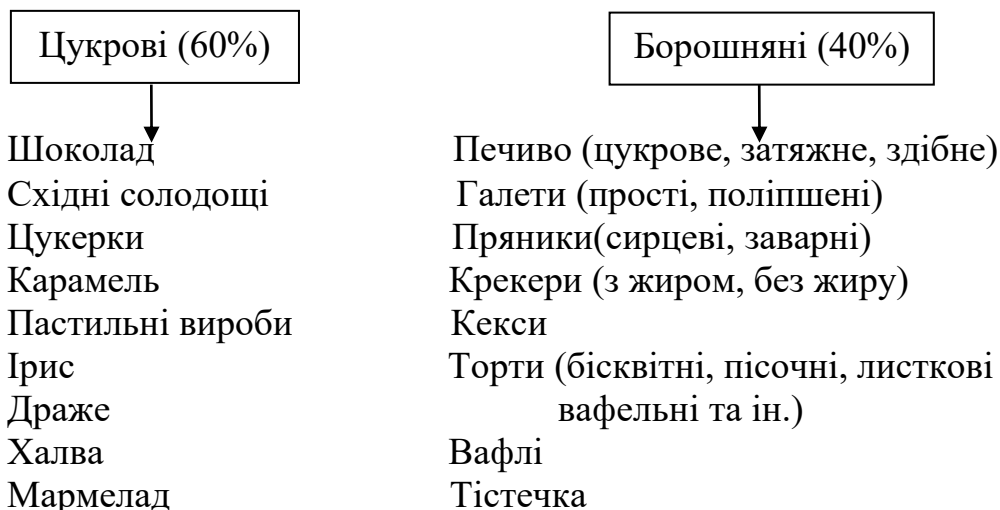 Цукрові (60%)
Борошняні (40%)
Шоколад
Східні солодощі
Цукерки
Карамель
Пастильні вироби
Ірис
Драже
Халва
Мармелад
Печиво (цукрове, затяжне, здібне)
Галети (прості, поліпшені)
Пряники(сирцеві, заварні)
Крекери (з жиром, без жиру)
Кекси
Торти (бісквітні, пісочні, листкові
вафельні та ін.)
Вафлі
Тістечка